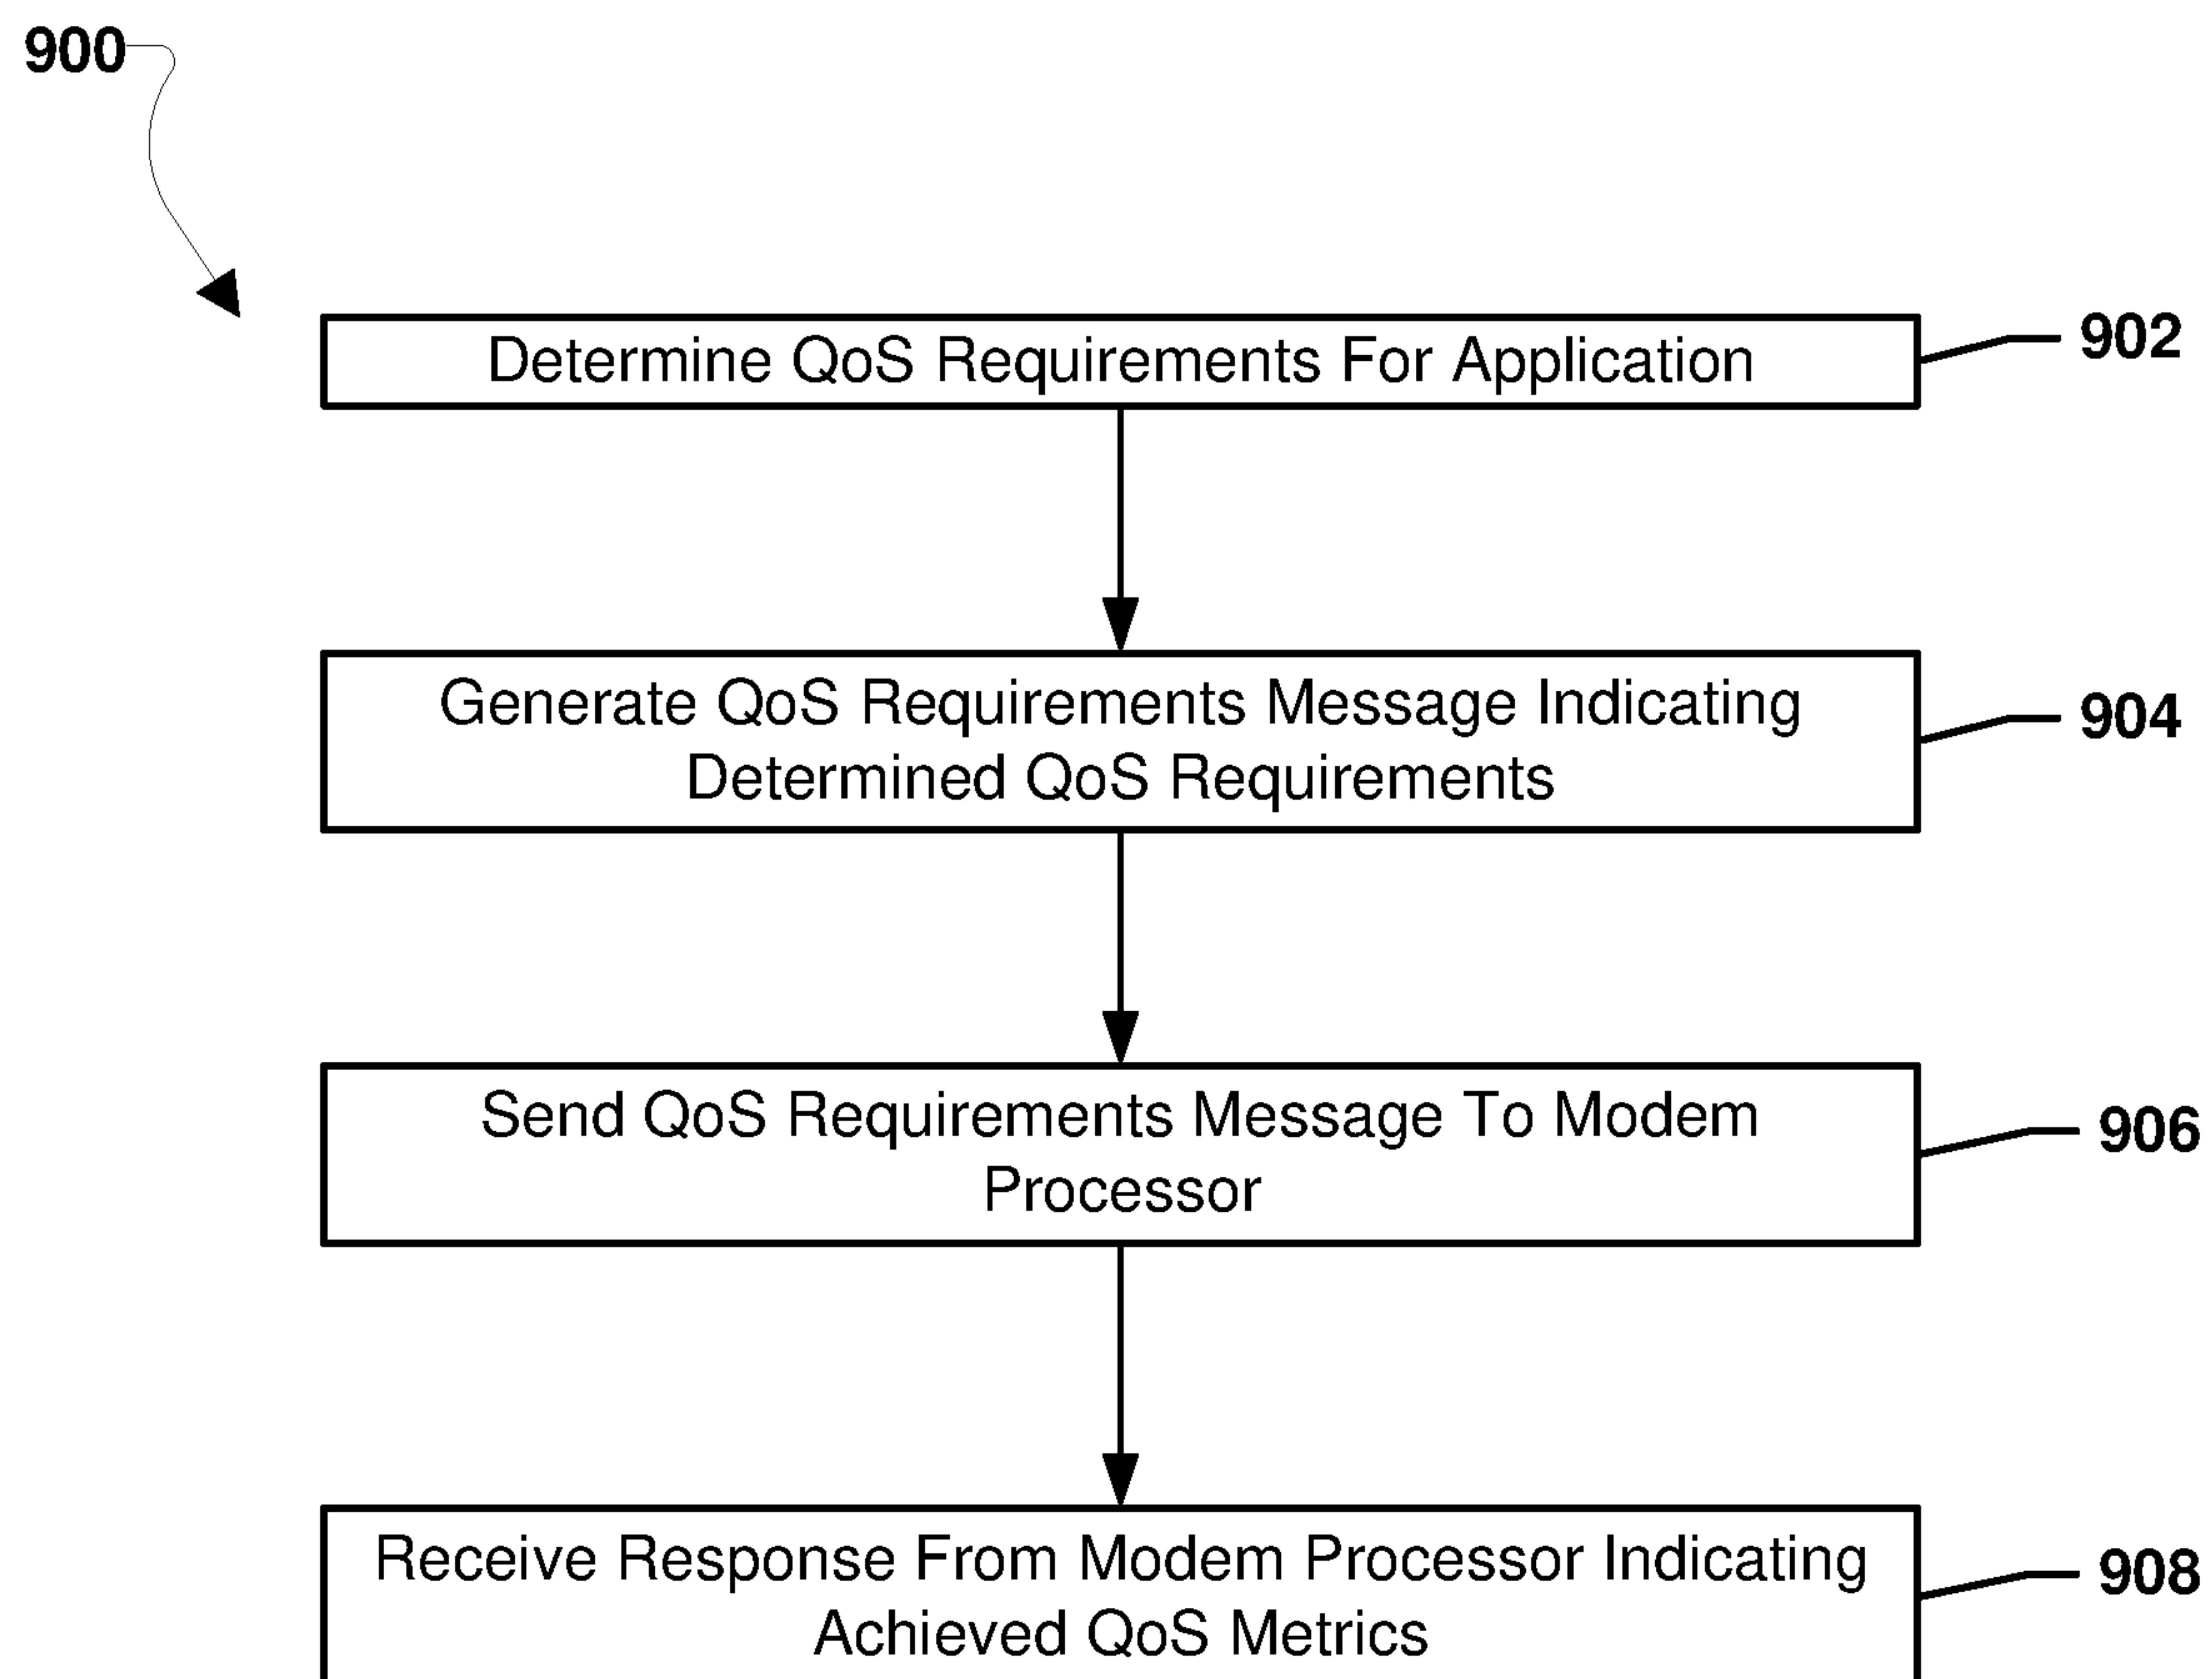 900
Determine QoS Requirements For Application
902
Generate QoS Requirements Message Indicating
Determined QoS Requirements
904
Send QoS Requirements Message To Modem
Processor
906
Receive Response From Modem Processor Indicating
Achieved QoS Metrics
908